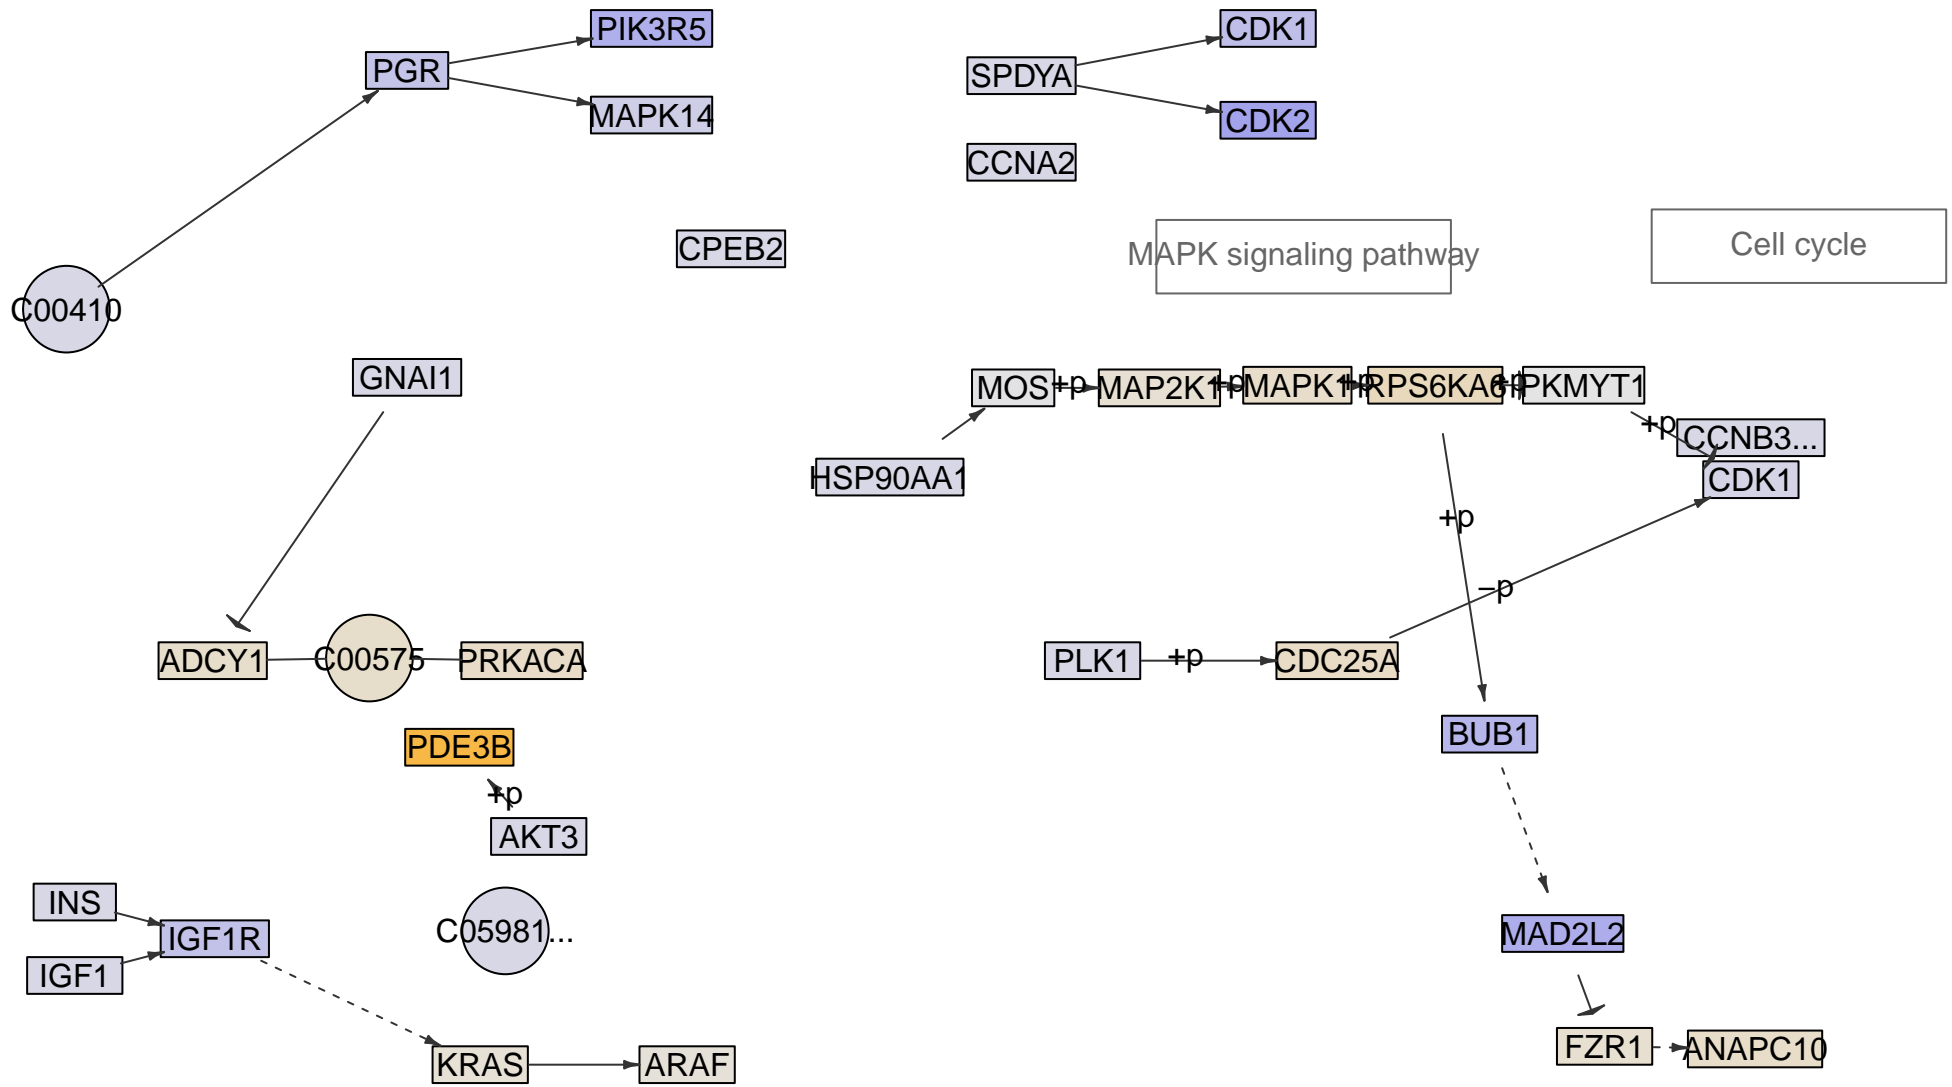 PIK3R5
CDK1
PGR
SPDYA
MAPK14
CDK2
CCNA2
CPEB2
MAPK signaling pathway
Cell cycle
C00410
GNAI1
MOS
+p
MAP2K1
+p
MAPK1
+p
RPS6KA6
+p
PKMYT1
+p
CCNB3...
HSP90AA1
CDK1
+p
–p
ADCY1
C00575
PRKACA
PLK1
+p
CDC25A
BUB1
PDE3B
+p
AKT3
INS
IGF1R
C05981...
MAD2L2
IGF1
FZR1
ANAPC10
KRAS
ARAF